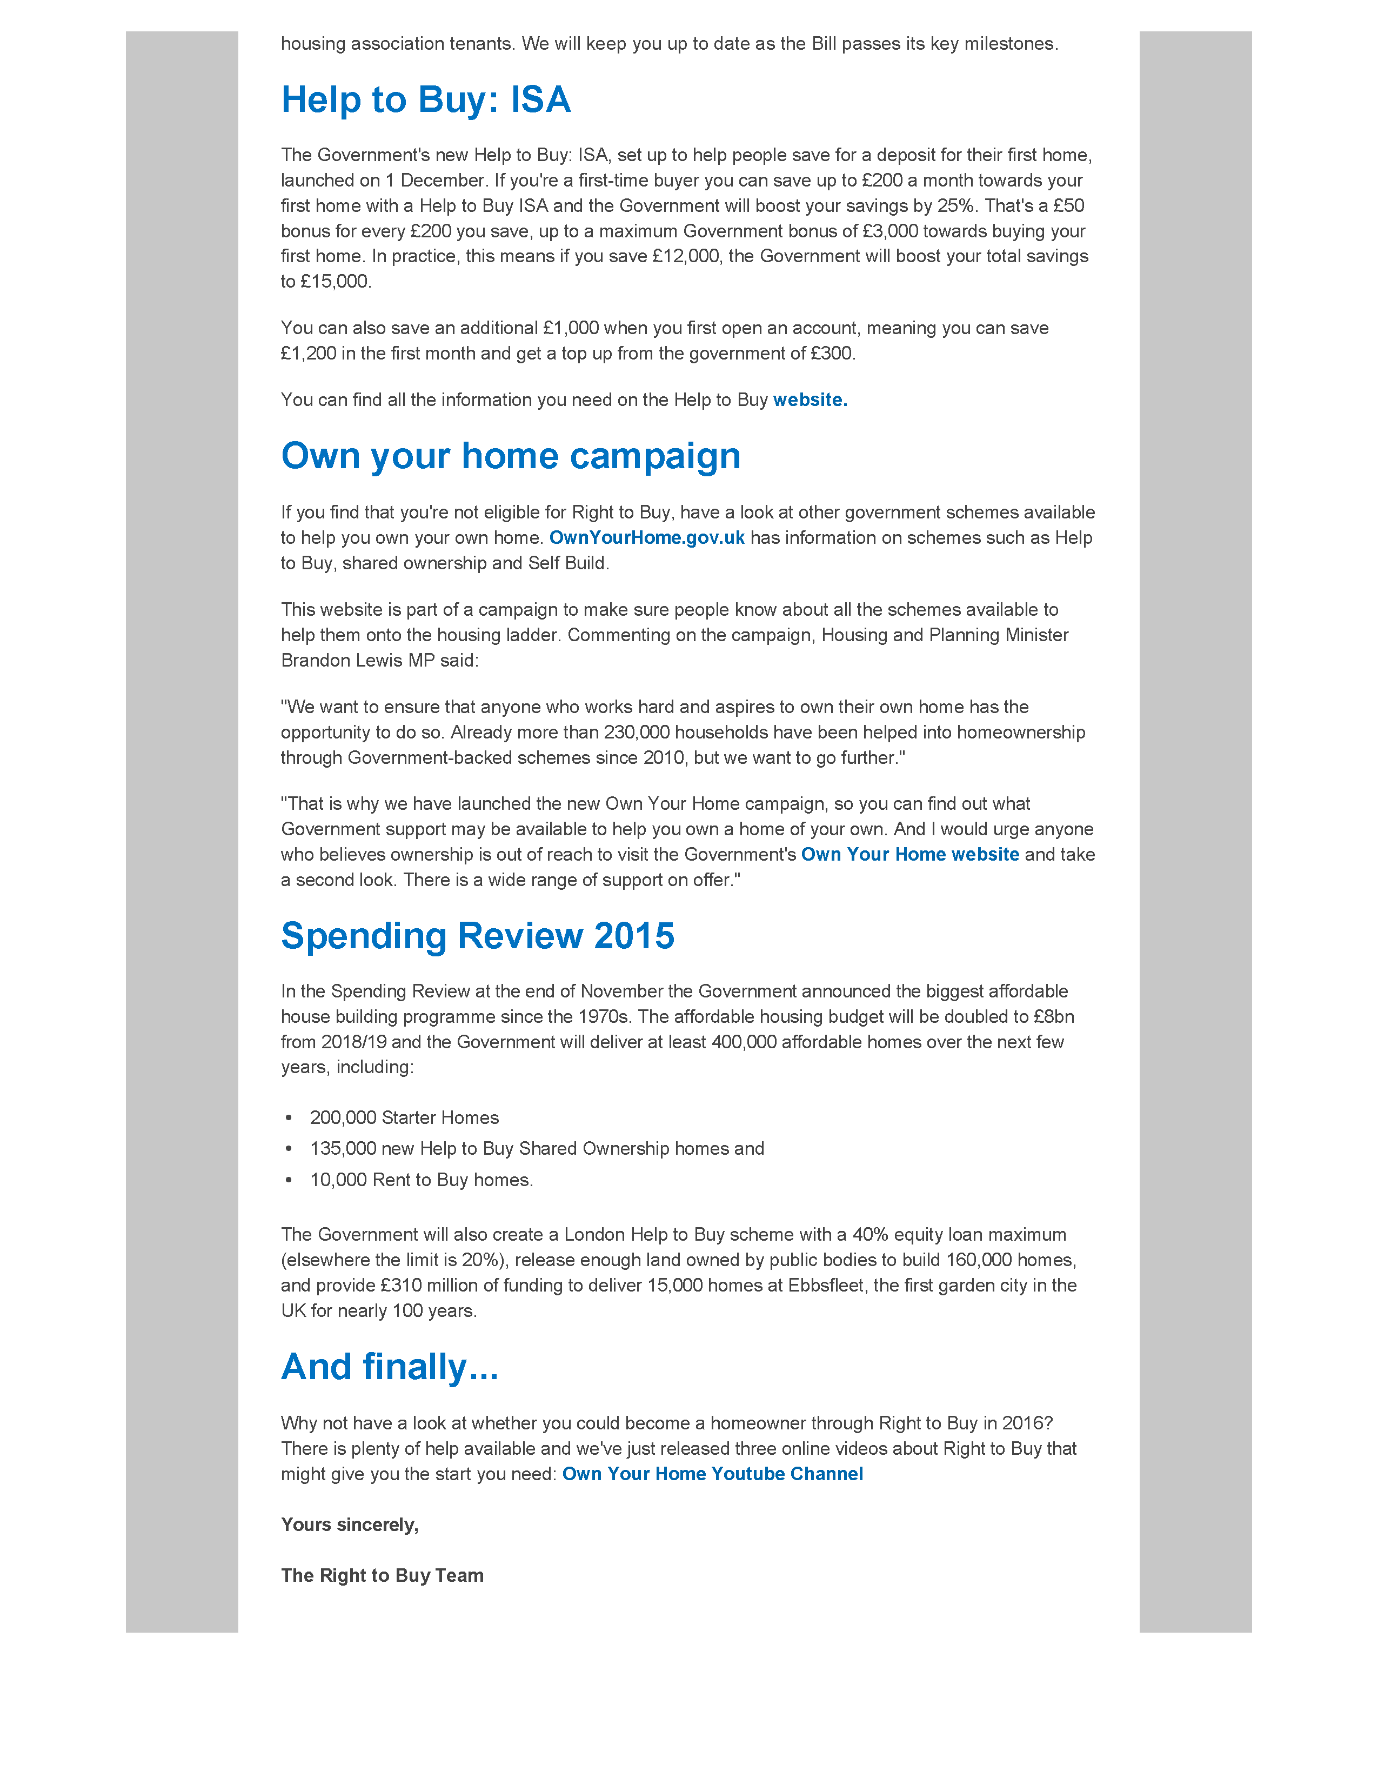 housing association tenants. We will keep you up to date as the Bill passes its key milestones.
Help to Buy: ISA
The Government's new Help to Buy: ISA, set up to help people save for a deposit for their first home,
launched on 1 December. If you're a first-time buyer you can save up to £200 a month towards your
first home with a Help to Buy ISA and the Government will boost your savings by 25%. That's a £50
bonus for every £200 you save, up to a maximum Government bonus of £3,000 towards buying your
first home. In practice, this means if you save £12,000, the Government will boost your total savings
to £15,000.
You can also save an additional £1,000 when you first open an account, meaning you can save
£1,200 in the first month and get a top up from the government of £300.
You can find all the information you need on the Help to Buy website.
Own your home campaign
If you find that you're not eligible for Right to Buy, have a look at other government schemes available
to help you own your own home. OwnYourHome.gov.uk has information on schemes such as Help
to Buy, shared ownership and Self Build.
This website is part of a campaign to make sure people know about all the schemes available to
help them onto the housing ladder. Commenting on the campaign, Housing and Planning Minister
Brandon Lewis MP said:
"We want to ensure that anyone who works hard and aspires to own their own home has the
opportunity to do so. Already more than 230,000 households have been helped into homeownership
through Government-backed schemes since 2010, but we want to go further."
"That is why we have launched the new Own Your Home campaign, so you can find out what
Government support may be available to help you own a home of your own. And I would urge anyone
who believes ownership is out of reach to visit the Government's Own Your Home website and take
a second look. There is a wide range of support on offer."
Spending Review 2015
In the Spending Review at the end of November the Government announced the biggest affordable
house building programme since the 1970s. The affordable housing budget will be doubled to £8bn
from 2018/19 and the Government will deliver at least 400,000 affordable homes over the next few
years, including:
• 200,000 Starter Homes
• 135,000 new Help to Buy Shared Ownership homes and
• 10,000 Rent to Buy homes.
The Government will also create a London Help to Buy scheme with a 40% equity loan maximum
(elsewhere the limit is 20%), release enough land owned by public bodies to build 160,000 homes,
and provide £310 million of funding to deliver 15,000 homes at Ebbsfleet, the first garden city in the
UK for nearly 100 years.
And finally...
Why not have a look at whether you could become a homeowner through Right to Buy in 2016?
There is plenty of help available and we've just released three online videos about Right to Buy that
might give you the start you need: Own Your Home Youtube Channel
Yours sincerely,
The Right to Buy Team